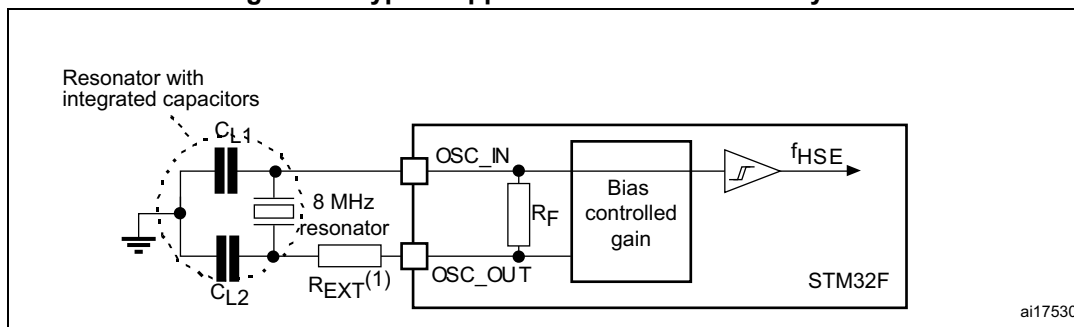 Resonator with
integrated capacitors
CL1
OSC_IN
fHSE
8 MHz
resonator
RF
Bias
controlled
gain
REXT(1)
OSC_OUT
STM32F
CL2
ai17530